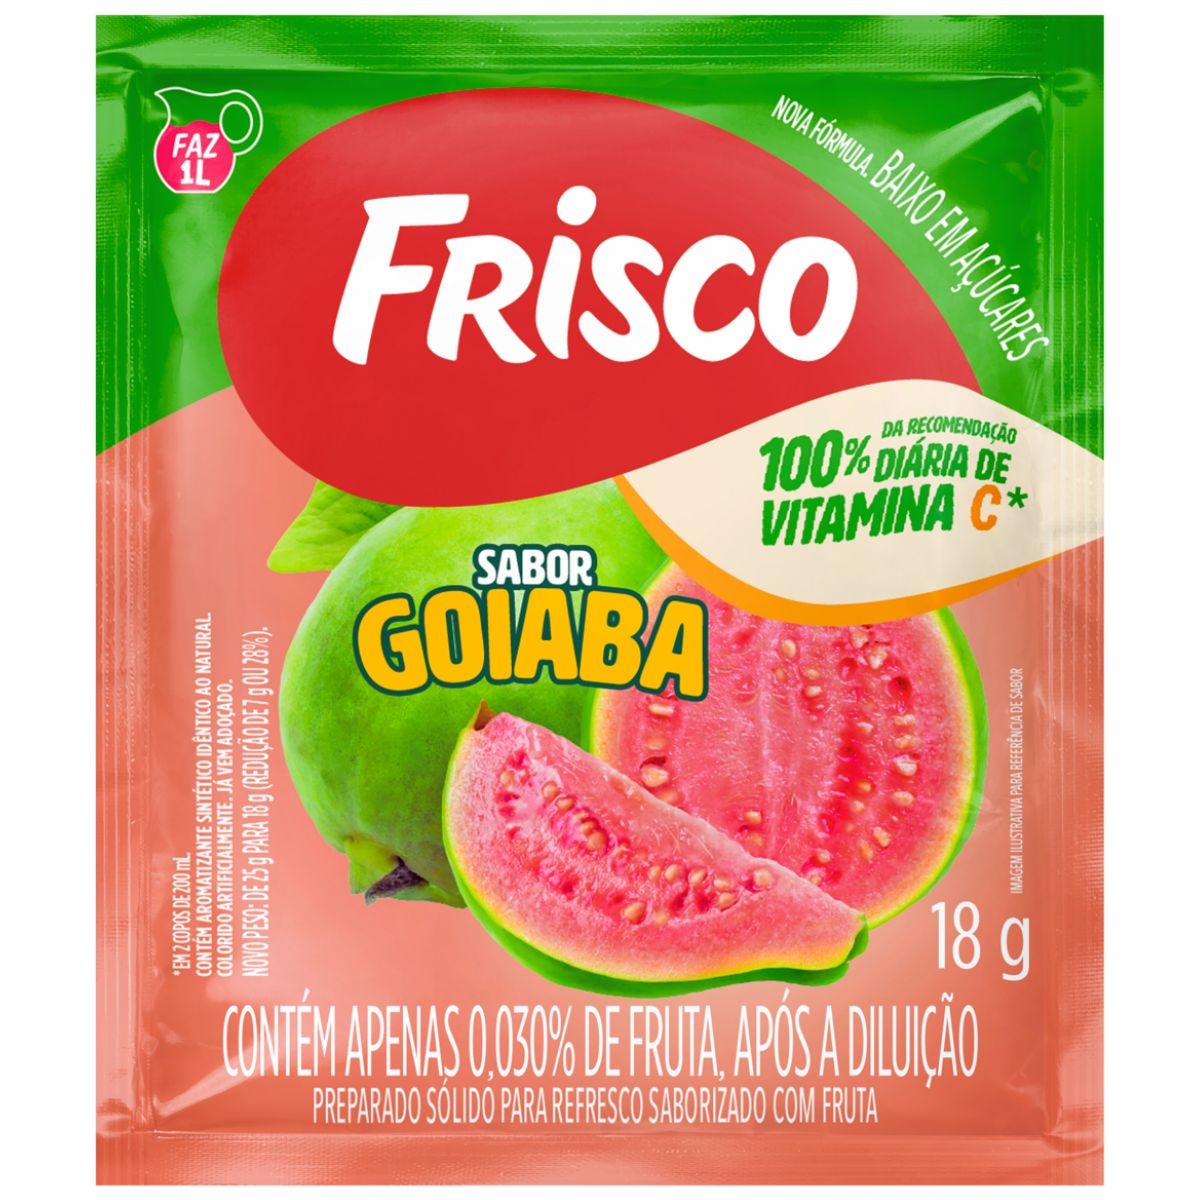 FAZ
1L
FRISCO
NOVA FÓRMULA. BAIXO EM AÇÚCARES
DA RECOMENDAÇÃO
100% DIÁRIA DE
VITAMINA C*
SABOR
GOIABA
*EM 2 COPOS DE 200 mL.
CONTÉM AROMATIZANTE SINTÉTICO IDÊNTICO AO NATURAL.
COLORIDO ARTIFICIALMENTE. JÁ VEM ADOÇADO.
NOVO PESO: DE 25 g PARA 18 g (REDUÇÃO DE 7 g OU 28%).
IMAGEM ILUSTRATIVA PARA REFERÊNCIA DE SABOR
18 g
CONTÉM APENAS 0,030% DE FRUTA, APÓS A DILUIÇÃO
PREPARADO SÓLIDO PARA REFRESCO SABORIZADO COM FRUTA